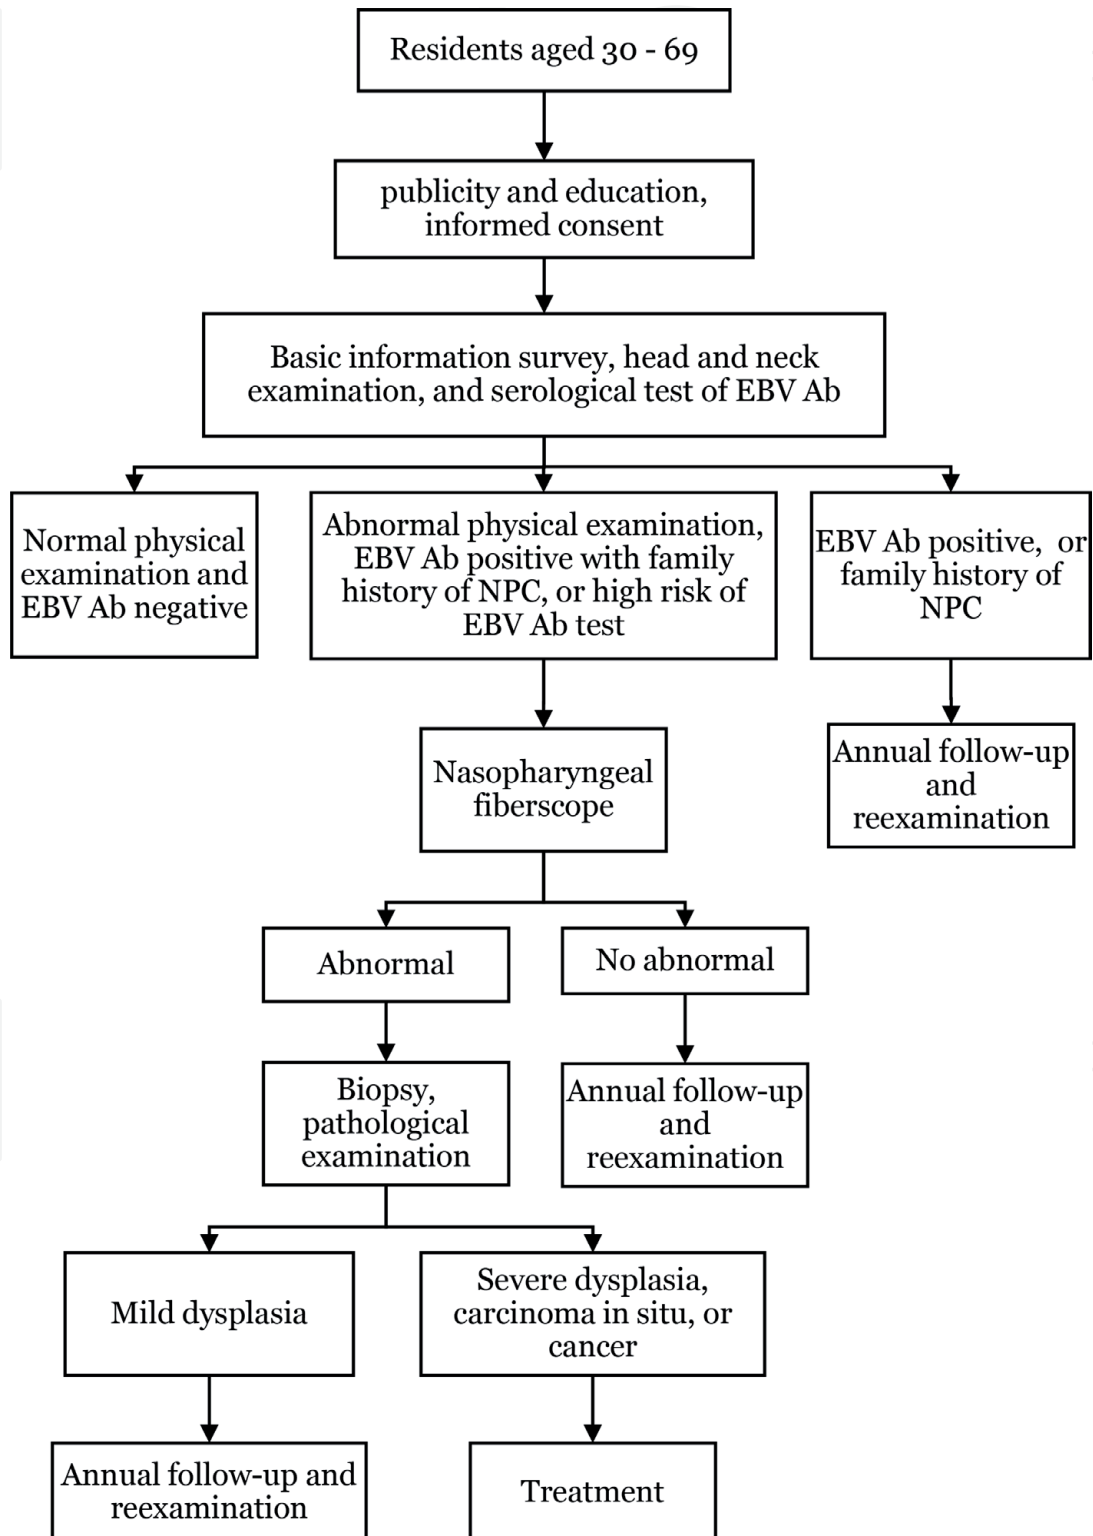 Residents aged 30 - 69
publicity and education,
informed consent
Basic information survey, head and neck
examination, and serological test of EBV Ab
Normal physical
examination and
EBV Ab negative
Abnormal physical examination,
EBV Ab positive with family
history of NPC, or high risk of
EBV Ab test
EBV Ab positive,  or
family history of
NPC
Annual follow-up
and
reexamination
Nasopharyngeal
fiberscope
Abnormal
No abnormal
Biopsy,
pathological
examination
Annual follow-up
and
reexamination
Mild dysplasia
Severe dysplasia,
carcinoma in situ, or
cancer
Annual follow-up and
reexamination
Treatment